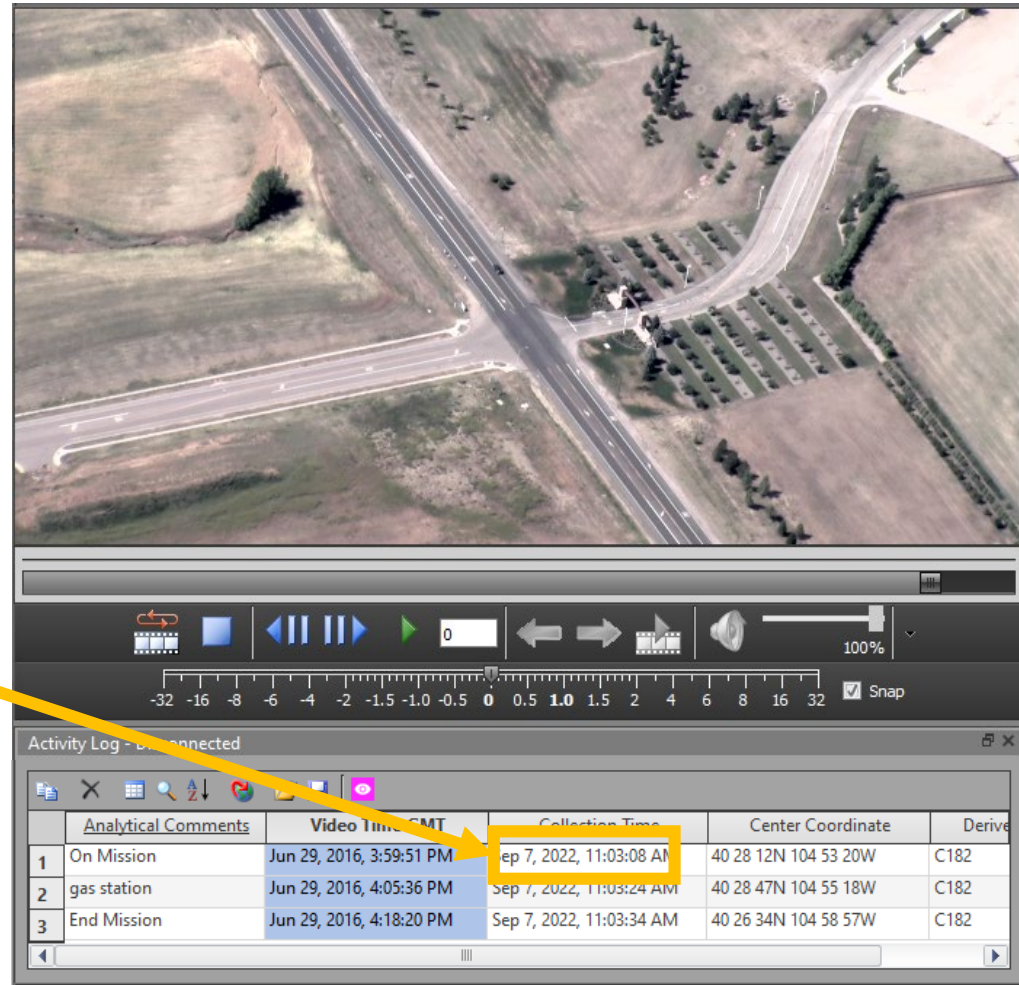 0
100%
-32 -16 -8 -6 -4 -2 -1.5 -1.0 -0.5 0 0.5 1.0 1.5 2 4 6 8 16 32 Snap
Activity Log -
Analytical Comments Video Time GMT Collection Time Center Coordinate Derive
1 On Mission Jun 29, 2016, 3:59:51 PM Sep 7, 2022, 11:03:08 AM 40 28 12N 104 53 20W C182
2 gas station Jun 29, 2016, 4:05:36 PM Sep 7, 2022, 11:03:24 AM 40 28 47N 104 55 18W C182
3 End Mission Jun 29, 2016, 4:18:20 PM Sep 7, 2022, 11:03:34 AM 40 26 34N 104 58 57W C182